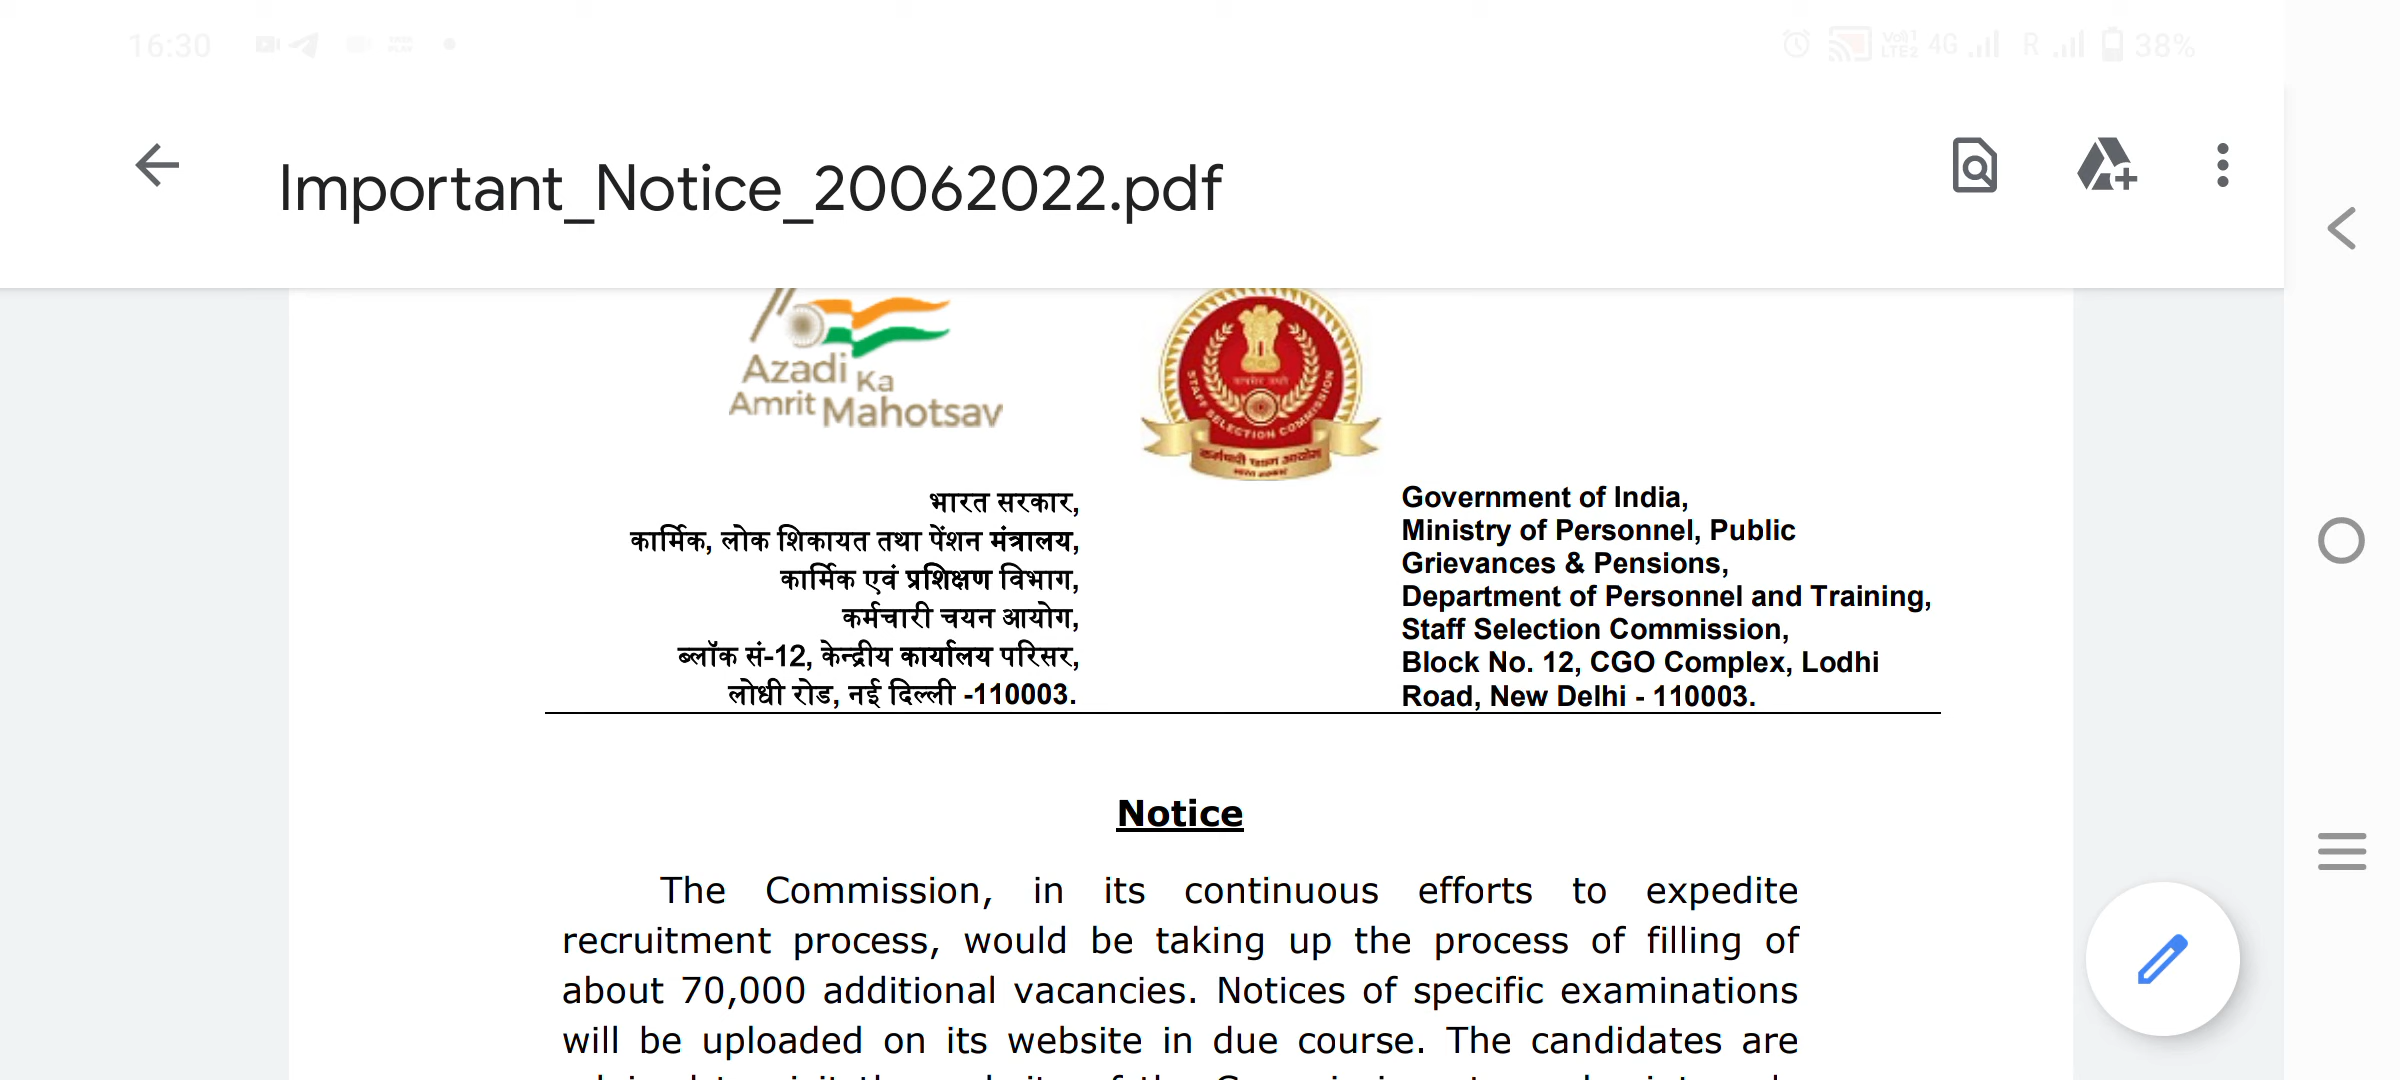 16:30
4G R 38%
Important_Notice_20062022.pdf
Azadi Ka
Amrit Mahotsav
STAFF SELECTION COMMISSION
भारत सरकार,
कार्मिक, लोक शिकायत तथा पेंशन मंत्रालय,
कार्मिक एवं प्रशिक्षण विभाग,
कर्मचारी चयन आयोग,
ब्लॉक सं-12, केन्द्रीय कार्यालय परिसर,
लोधी रोड, नई दिल्ली -110003.
Government of India,
Ministry of Personnel, Public
Grievances & Pensions,
Department of Personnel and Training,
Staff Selection Commission,
Block No. 12, CGO Complex, Lodhi
Road, New Delhi - 110003.
Notice
The Commission, in its continuous efforts to expedite
recruitment process, would be taking up the process of filling of
about 70,000 additional vacancies. Notices of specific examinations
will be uploaded on its website in due course. The candidates are